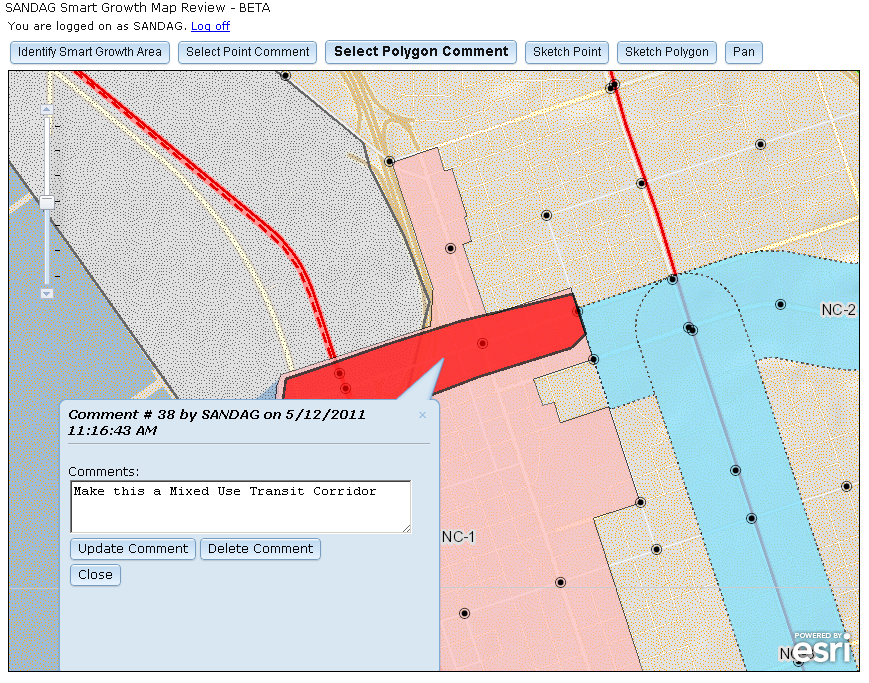 SANDAG Smart Growth Map Review - BETA
You are logged on as SANDAG. Log off
Identify Smart Growth Area Select Point Comment Select Polygon Comment Sketch Point Sketch Polygon Pan
NC-2
Comment # 38 by SANDAG on 5/12/2011
11:16:43 AM
×
Comments:
Make this a Mixed Use Transit Corridor
Update Comment Delete Comment
Close
NC-1
POWERED BY
esri